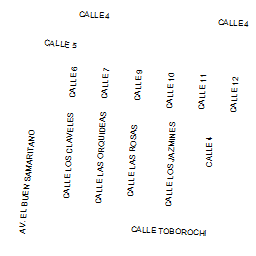 CALLE 4
CALLE 4
CALLE 5
CALLE 6
CALLE 7
CALLE 9
CALLE 10
CALLE 11
CALLE 12
AV. EL BUEN SAMARITANO
CALLE LOS CLAVELES
CALLE LAS ORQUIDEAS
CALLE LAS ROSAS
CALLE LOS JAZMINES
CALLE 4
CALLE TOBOROCHI